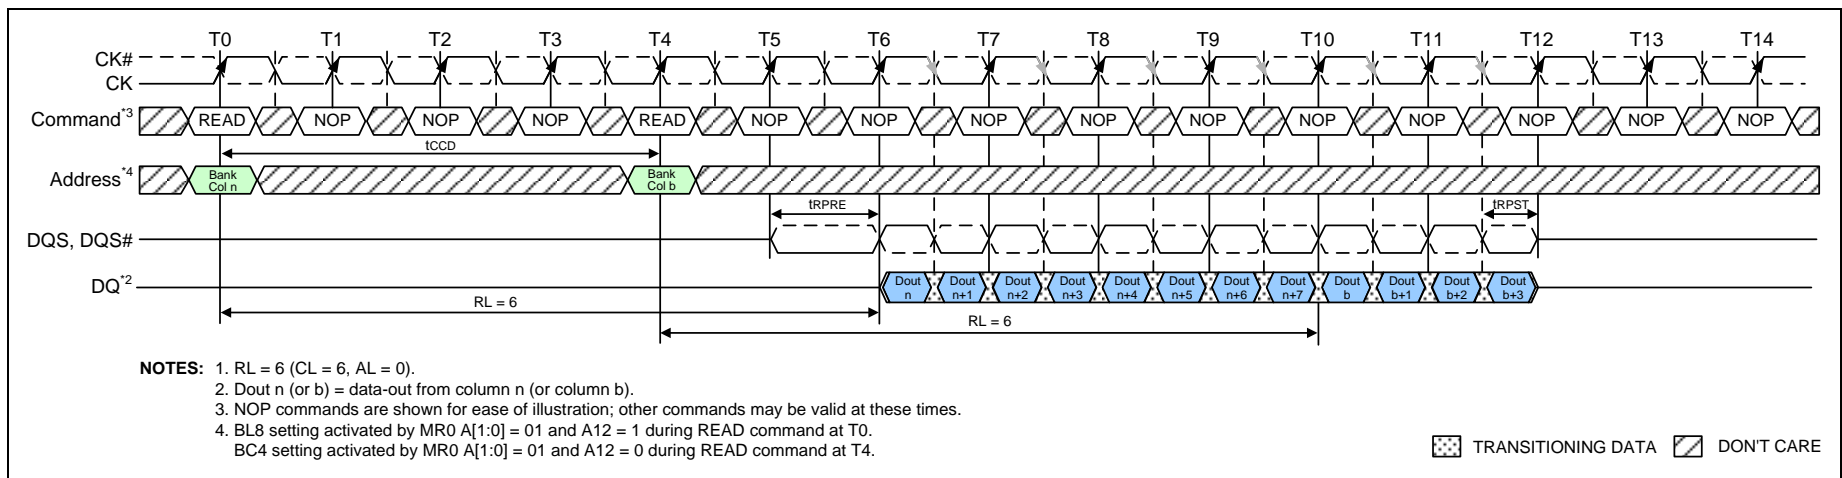 T0 T1 T2 T3 T4 T5 T6 T7 T8 T9 T10 T11 T12 T13 T14
CK#
CK
Command*3 READ NOP NOP NOP READ NOP NOP NOP NOP NOP NOP NOP NOP NOP NOP
tCCD
Address*4 Bank Col n Bank Col b
tRPRE tRPST
DQS, DQS#
DQ*2 Dout n Dout n+1 Dout n+2 Dout n+3 Dout n+4 Dout n+5 Dout n+6 Dout n+7 Dout b Dout b+1 Dout b+2 Dout b+3
RL = 6
RL = 6
NOTES: 1. RL = 6 (CL = 6, AL = 0).
2. Dout n (or b) = data-out from column n (or column b).
3. NOP commands are shown for ease of illustration; other commands may be valid at these times.
4. BL8 setting activated by MR0 A[1:0] = 01 and A12 = 1 during READ command at T0.
BC4 setting activated by MR0 A[1:0] = 01 and A12 = 0 during READ command at T4.
TRANSITIONING DATA DON'T CARE